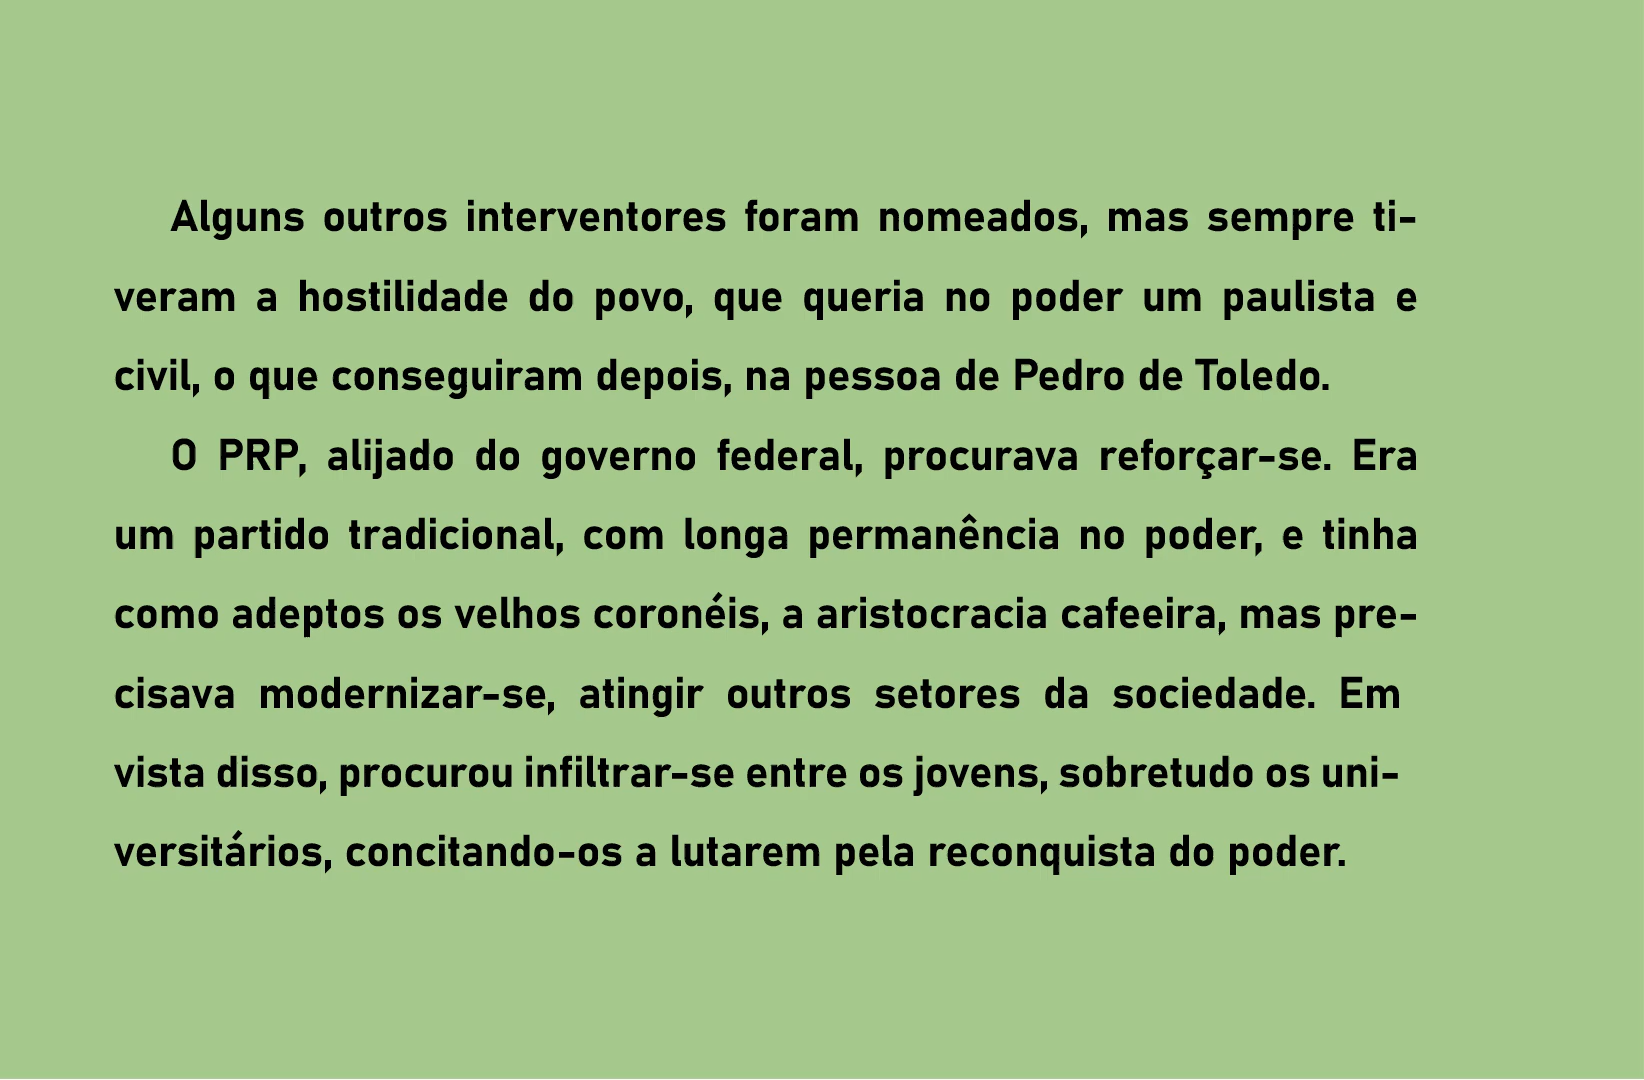 Alguns outros interventores foram nomeados, mas sempre ti-
veram a hostilidade do povo, que queria no poder um paulista e
civil, o que conseguiram depois, na pessoa de Pedro de Toledo.
O PRP, alijado do governo federal, procurava reforçar-se. Era
um partido tradicional, com longa permanência no poder, e tinha
como adeptos os velhos coronéis, a aristocracia cafeeira, mas pre-
cisava modernizar-se, atingir outros setores da sociedade. Em
vista disso, procurou infiltrar-se entre os jovens, sobretudo os uni-
versitários, concitando-os a lutarem pela reconquista do poder.